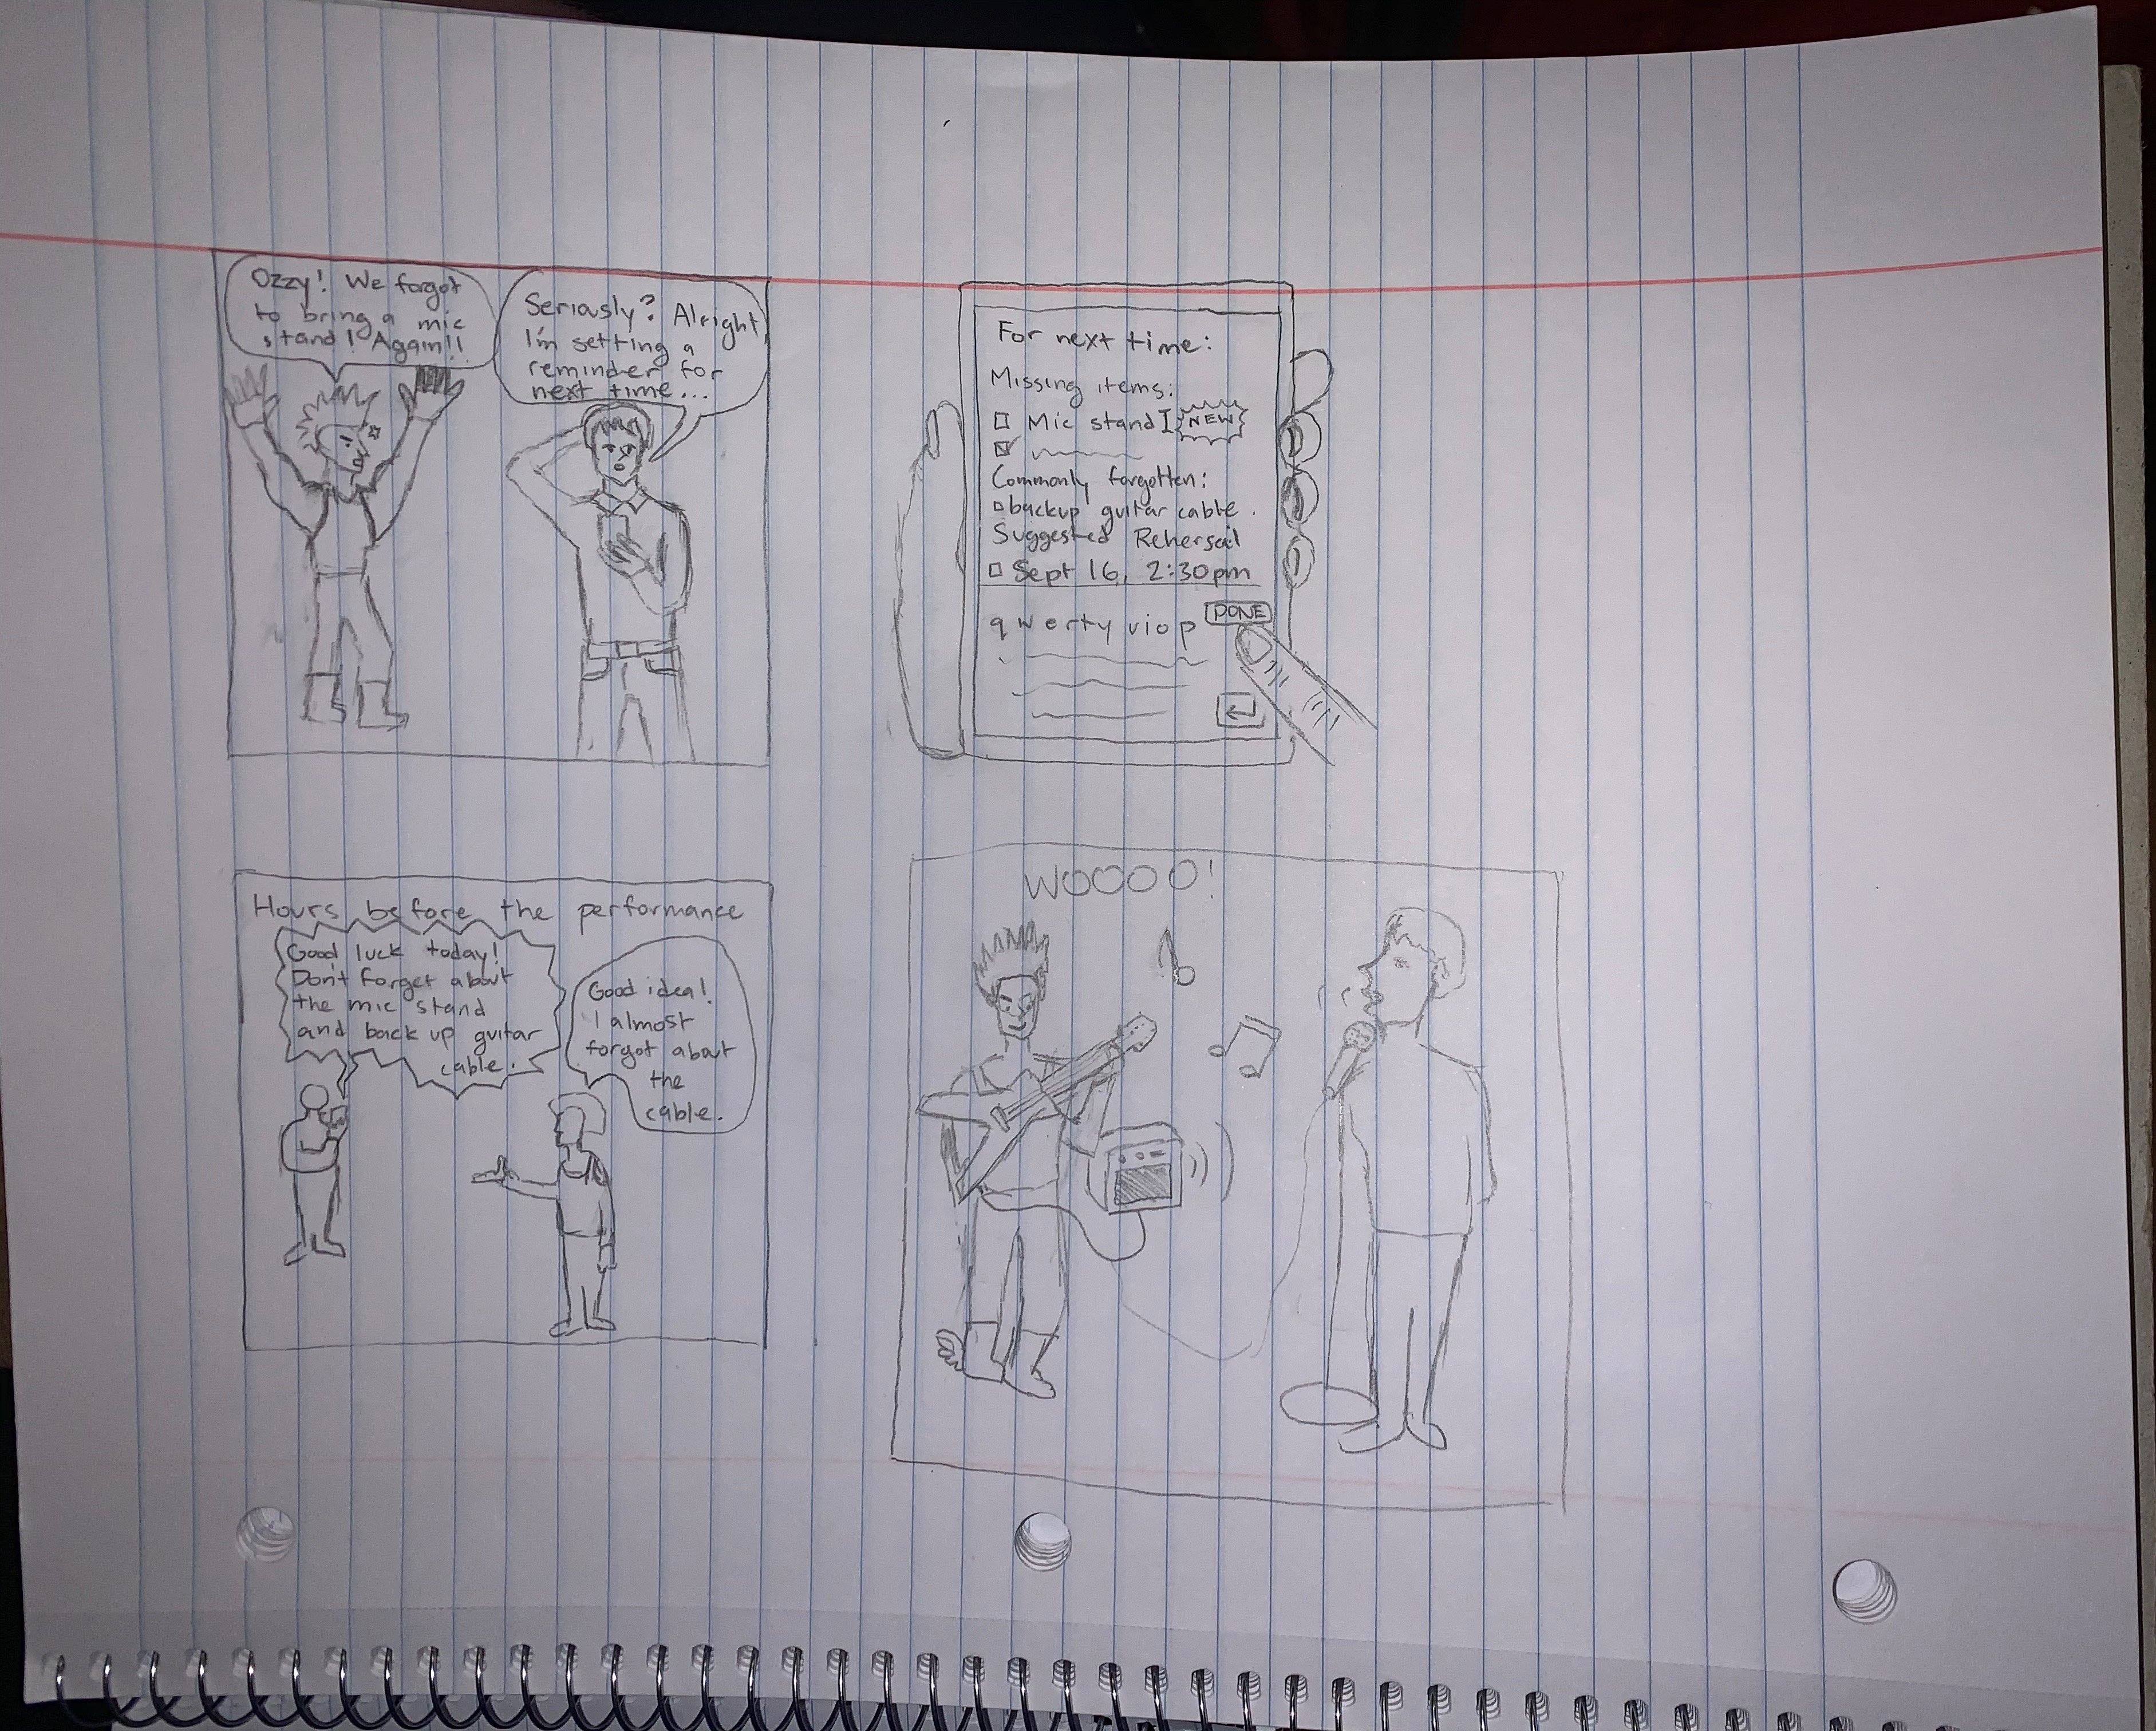 Ozzy! We forgot
to bring a mic
stand! Again!!
Seriously? Alright,
I'm setting a
reminder for
next time...
For next time:
Missing items:
Mic stand NEW
Commonly forgotten:
backup guitar cable.
Suggested Rehersal
Sept 16, 2:30pm
DONE
qwertyuiop
Hours before the performance
Good luck today!
Don't forget about
the mic stand
and back up guitar
cable.
Good idea!
I almost
forgot about
the
cable.
WOOOO!